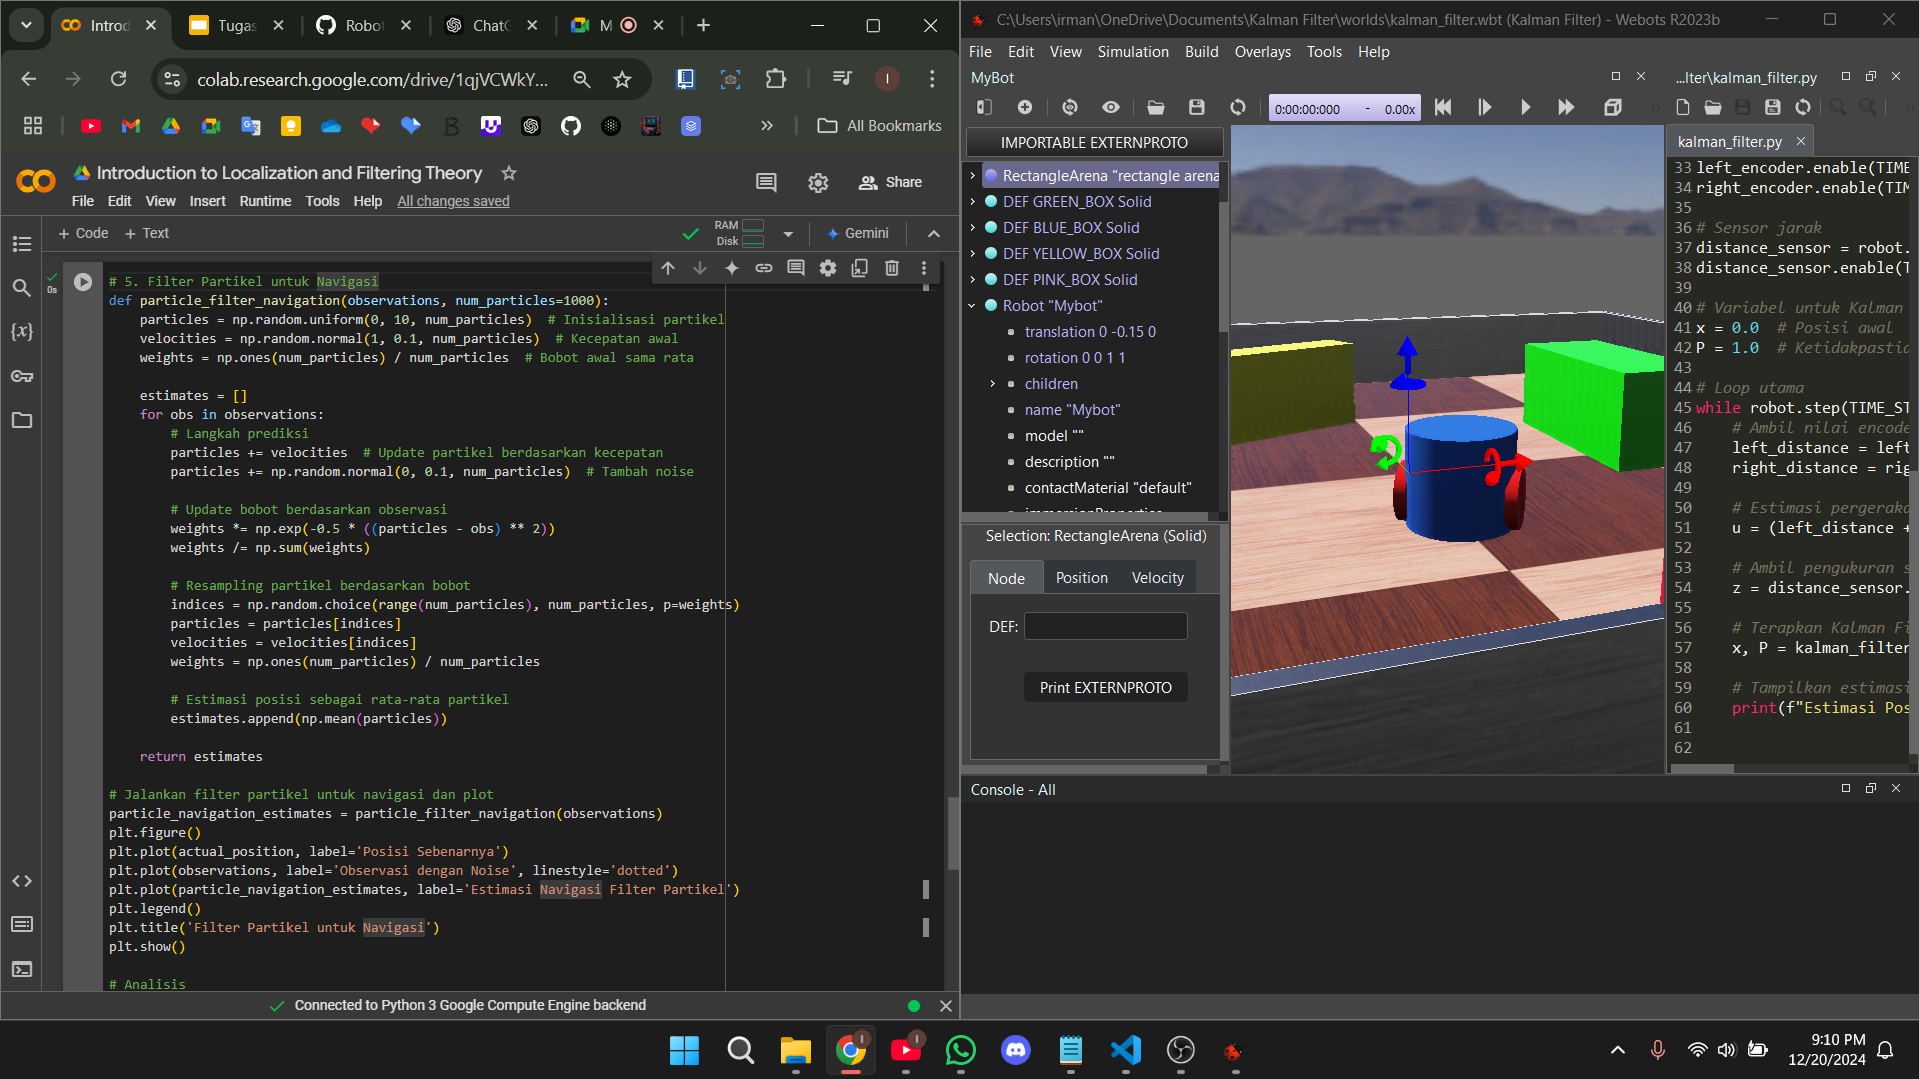 Introd
Tugas
Robot
ChatG
M
colab.research.google.com/drive/1qjVCWkY...
I
All Bookmarks
Introduction to Localization and Filtering Theory
Share
File Edit View Insert Runtime Tools Help All changes saved
+ Code + Text
RAM
Disk
Gemini
0s
# 5. Filter Partikel untuk Navigasi
def particle_filter_navigation(observations, num_particles=1000):
particles = np.random.uniform(0, 10, num_particles)  # Inisialisasi partikel
velocities = np.random.normal(1, 0.1, num_particles)  # Kecepatan awal
weights = np.ones(num_particles) / num_particles  # Bobot awal sama rata
estimates = []
for obs in observations:
# Langkah prediksi
particles += velocities  # Update partikel berdasarkan kecepatan
particles += np.random.normal(0, 0.1, num_particles)  # Tambah noise
# Update bobot berdasarkan observasi
weights *= np.exp(-0.5 * ((particles - obs) ** 2))
weights /= np.sum(weights)
# Resampling partikel berdasarkan bobot
indices = np.random.choice(range(num_particles), num_particles, p=weights)
particles = particles[indices]
velocities = velocities[indices]
weights = np.ones(num_particles) / num_particles
# Estimasi posisi sebagai rata-rata partikel
estimates.append(np.mean(particles))
return estimates
# Jalankan filter partikel untuk navigasi dan plot
particle_navigation_estimates = particle_filter_navigation(observations)
plt.figure()
plt.plot(actual_position, label='Posisi Sebenarnya')
plt.plot(observations, label='Observasi dengan Noise', linestyle='dotted')
plt.plot(particle_navigation_estimates, label='Estimasi Navigasi Filter Partikel')
plt.legend()
plt.title('Filter Partikel untuk Navigasi')
plt.show()
# Analisis
Connected to Python 3 Google Compute Engine backend
C:\Users\irman\OneDrive\Documents\Kalman Filter\worlds\kalman_filter.wbt (Kalman Filter) - Webots R2023b
File Edit View Simulation Build Overlays Tools Help
MyBot
0:00:00:000 - 0.00x
IMPORTABLE EXTERNPROTO
RectangleArena "rectangle arena
DEF GREEN_BOX Solid
DEF BLUE_BOX Solid
DEF YELLOW_BOX Solid
DEF PINK_BOX Solid
Robot "Mybot"
translation 0 -0.15 0
rotation 0 0 1 1
children
name "Mybot"
model ""
description ""
contactMaterial "default"
immersionProperties
Selection: RectangleArena (Solid)
Node Position Velocity
DEF:
Print EXTERNPROTO
...lter\kalman_filter.py
kalman_filter.py
33 left_encoder.enable(TIME
34 right_encoder.enable(TIM
35
36 # Sensor jarak
37 distance_sensor = robot.
38 distance_sensor.enable(T
39
40 # Variabel untuk Kalman
41 x = 0.0  # Posisi awal
42 P = 1.0  # Ketidakpastia
43
44 # Loop utama
45 while robot.step(TIME_ST
46 # Ambil nilai encode
47 left_distance = left
48 right_distance = rig
49
50 # Estimasi pergeraka
51 u = (left_distance +
52
53 # Ambil pengukuran s
54 z = distance_sensor.
55
56 # Terapkan Kalman Fi
57 x, P = kalman_filter
58
59 # Tampilkan estimasi
60 print(f"Estimasi Pos
61
62
Console - All
9:10 PM
12/20/2024